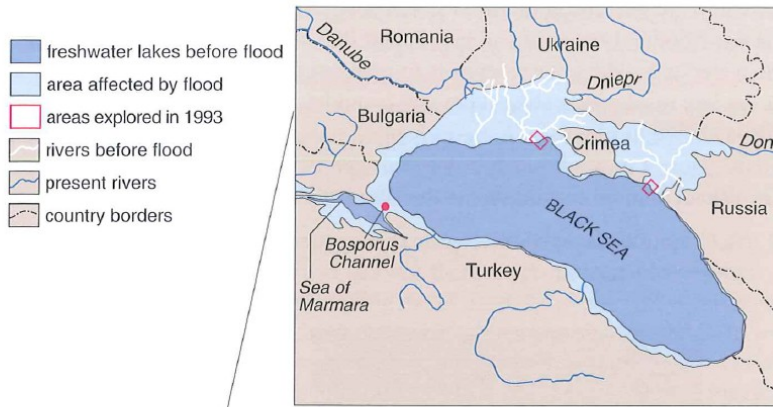 freshwater lakes before flood
area affected by flood
areas explored in 1993
rivers before flood
present rivers
country borders
Danube
Romania
Ukraine
Dniepr
Bulgaria
Crimea
Don
Russia
BLACK SEA
Bosporus
Channel
Sea of
Marmara
Turkey